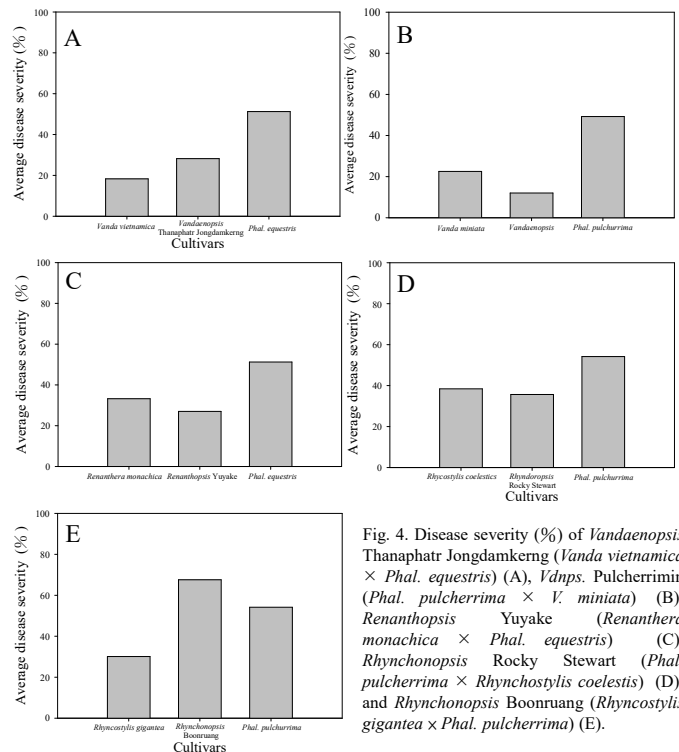 A
Average disease severity (%)
100
80
60
40
20
0
Vanda vietnamica
Vandaenopsis
Thanaphatr Jongdamkerng
Phal. equestris
Cultivars
B
Average disease severity (%)
100
80
60
40
20
0
Vanda miniata
Vandaenopsis
Phal. pulchurrima
C
Average disease severity (%)
100
80
60
40
20
0
Renanthera monachica
Renanthopsis Yuyake
Phal. equestris
D
Average disease severity (%)
100
80
60
40
20
0
Rhycostylis coelestics
Rhyndoropsis
Rocky Stewart
Phal. pulchurrima
Cultivars
E
Average disease severity (%)
100
80
60
40
20
0
Rhyncostylis gigantea
Rhynchonopsis
Boonruang
Phal. pulchurrima
Cultivars
Fig. 4. Disease severity (%) of Vandaenopsis
Thanaphatr Jongdamkerng (Vanda vietnamica
× Phal. equestris) (A), Vdnps. Pulcherrimin
(Phal. pulcherrima × V. miniata) (B)
Renanthopsis Yuyake (Renanthera
monachica × Phal. equestris) (C)
Rhynchonopsis Rocky Stewart (Phal.
pulcherrima × Rhynchostylis coelestis) (D)
and Rhynchonopsis Boonruang (Rhyncostylis
gigantea x Phal. pulcherrima) (E).